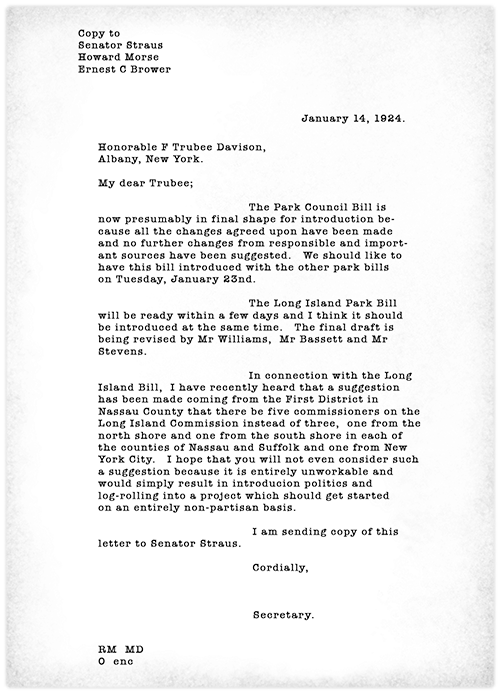 Copy to
Senator Straus
Howard Morse
Ernest C Brower
January 14, 1924.
Honorable F Trubee Davison,
Albany, New York.
My dear Trubee;
The Park Council Bill is
now presumably in final shape for introduction be-
cause all the changes agreed upon have been made
and no further changes from responsible and import-
ant sources have been suggested. We should like to
have this bill introduced with the other park bills
on Tuesday, January 23nd.
The Long Island Park Bill
will be ready within a few days and I think it should
be introduced at the same time. The final draft is
being revised by Mr Williams, Mr Bassett and Mr
Stevens.
In connection with the Long
Island Bill, I have recently heard that a suggestion
has been made coming from the First District in
Nassau County that there be five commissioners on the
Long Island Commission instead of three, one from the
north shore and one from the south shore in each of
the counties of Nassau and Suffolk and one from New
York City. I hope that you will not even consider such
a suggestion because it is entirely unworkable and
would simply result in introducion politics and
log-rolling into a project which should get started
on an entirely non-partisan basis.
I am sending copy of this
letter to Senator Straus.
Cordially,
Secretary.
RM MD
O enc